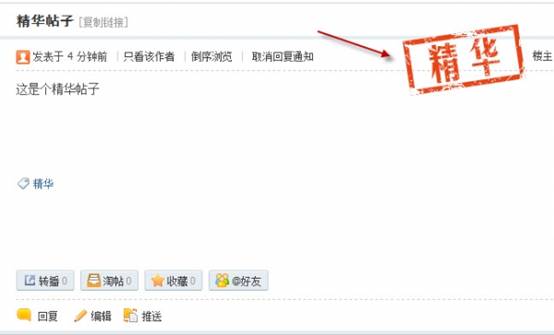 精华帖子 [复制链接]
发表于 4 分钟前 | 只看该作者 | 倒序浏览 | 取消回复通知 楼主
精华
这是个精华帖子
精华
转播 0 淘帖 0 收藏 0 @好友
回复 编辑 推送